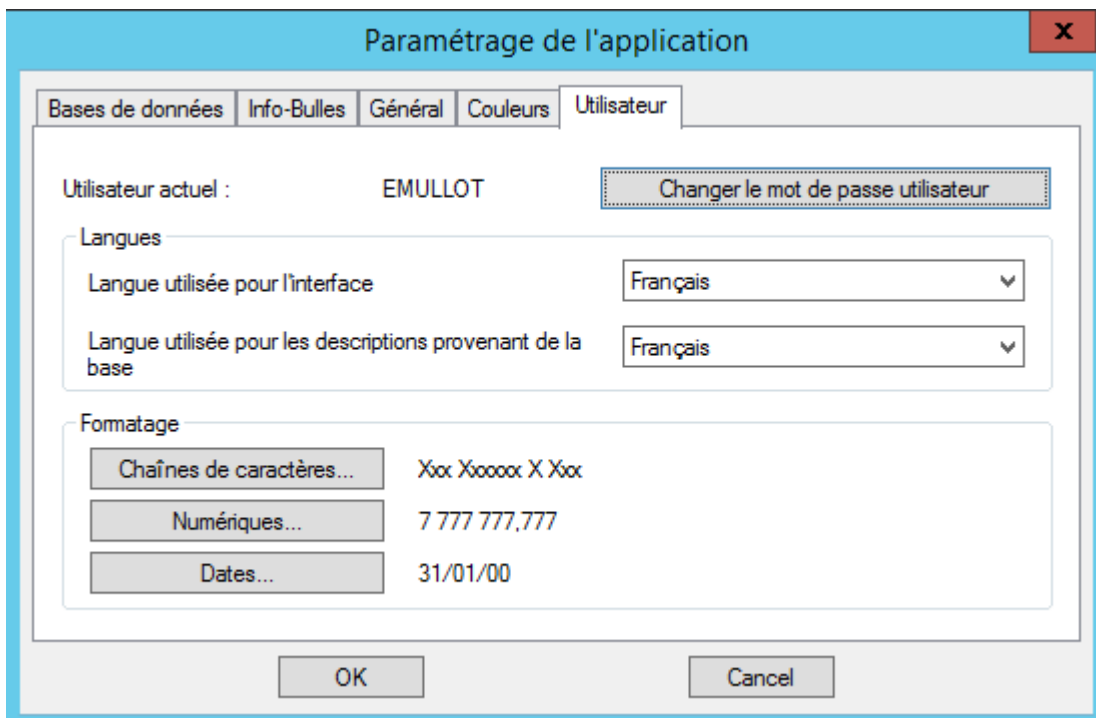 Paramétrage de l'application
x
Bases de données Info-Bulles Général Couleurs Utilisateur
Utilisateur actuel : EMULLOT Changer le mot de passe utilisateur
Langues
Langue utilisée pour l'interface Français
Langue utilisée pour les descriptions provenant de la
base
Français
Formatage
Chaînes de caractères... Xxx Xxxxxx X Xxx
Numériques... 7 777 777,777
Dates... 31/01/00
OK Cancel